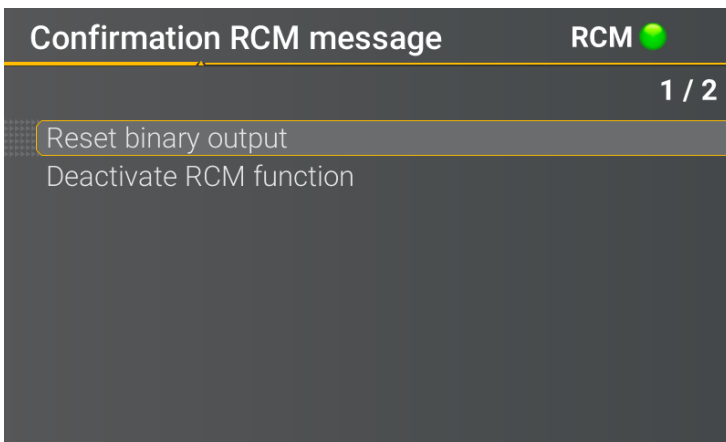 Confirmation RCM message RCM
1 / 2
Reset binary output
Deactivate RCM function